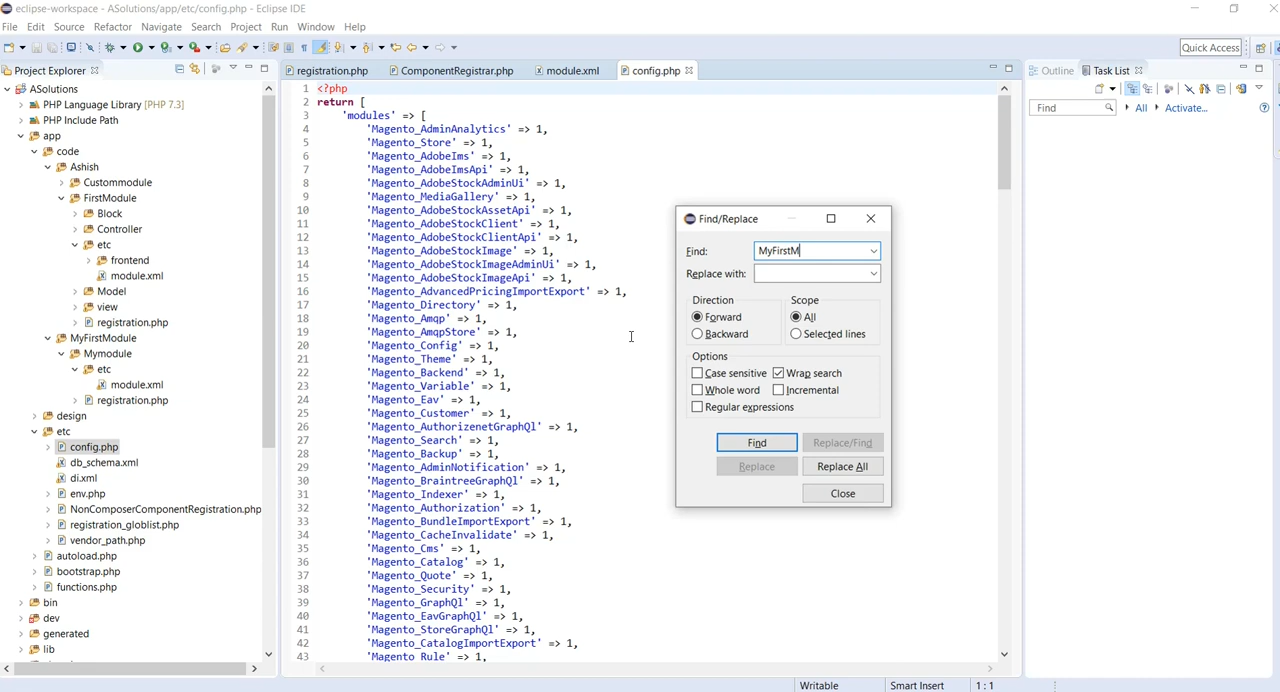 eclipse-workspace - ASolutions/app/etc/config.php - Eclipse IDE
File Edit Source Refactor Navigate Search Project Run Window Help
Quick Access
Project Explorer
registration.php ComponentRegistrar.php module.xml config.php
Outline Task List
Find All Activate...
ASolutions
PHP Language Library [PHP 7.3]
PHP Include Path
app
code
Ashish
Custommodule
FirstModule
Block
Controller
etc
frontend
module.xml
Model
view
registration.php
MyFirstModule
Mymodule
etc
module.xml
registration.php
design
etc
config.php
db_schema.xml
di.xml
env.php
NonComposerComponentRegistration.php
registration_globlist.php
vendor_path.php
autoload.php
bootstrap.php
functions.php
bin
dev
generated
lib
1 <?php
2 return [
3 'modules' => [
4 'Magento_AdminAnalytics' => 1,
5 'Magento_Store' => 1,
6 'Magento_AdobeIms' => 1,
7 'Magento_AdobeImsApi' => 1,
8 'Magento_AdobeStockAdminUi' => 1,
9 'Magento_MediaGallery' => 1,
10 'Magento_AdobeStockAssetApi' => 1,
11 'Magento_AdobeStockClient' => 1,
12 'Magento_AdobeStockClientApi' => 1,
13 'Magento_AdobeStockImage' => 1,
14 'Magento_AdobeStockImageAdminUi' => 1,
15 'Magento_AdobeStockImageApi' => 1,
16 'Magento_AdvancedPricingImportExport' => 1,
17 'Magento_Directory' => 1,
18 'Magento_Amqp' => 1,
19 'Magento_AmqpStore' => 1,
20 'Magento_Config' => 1,
21 'Magento_Theme' => 1,
22 'Magento_Backend' => 1,
23 'Magento_Variable' => 1,
24 'Magento_Eav' => 1,
25 'Magento_Customer' => 1,
26 'Magento_AuthorizenetGraphQl' => 1,
27 'Magento_Search' => 1,
28 'Magento_Backup' => 1,
29 'Magento_AdminNotification' => 1,
30 'Magento_BraintreeGraphQl' => 1,
31 'Magento_Indexer' => 1,
32 'Magento_Authorization' => 1,
33 'Magento_BundleImportExport' => 1,
34 'Magento_CacheInvalidate' => 1,
35 'Magento_Cms' => 1,
36 'Magento_Catalog' => 1,
37 'Magento_Quote' => 1,
38 'Magento_Security' => 1,
39 'Magento_GraphQl' => 1,
40 'Magento_EavGraphQl' => 1,
41 'Magento_StoreGraphQl' => 1,
42 'Magento_CatalogImportExport' => 1,
43 'Magento_Rule' => 1,
Find/Replace
Find: MyFirstM
Replace with:
Direction Scope
Forward All
Backward Selected lines
Options
Case sensitive Wrap search
Whole word Incremental
Regular expressions
Find Replace/Find
Replace Replace All
Close
Writable Smart Insert 1 : 1